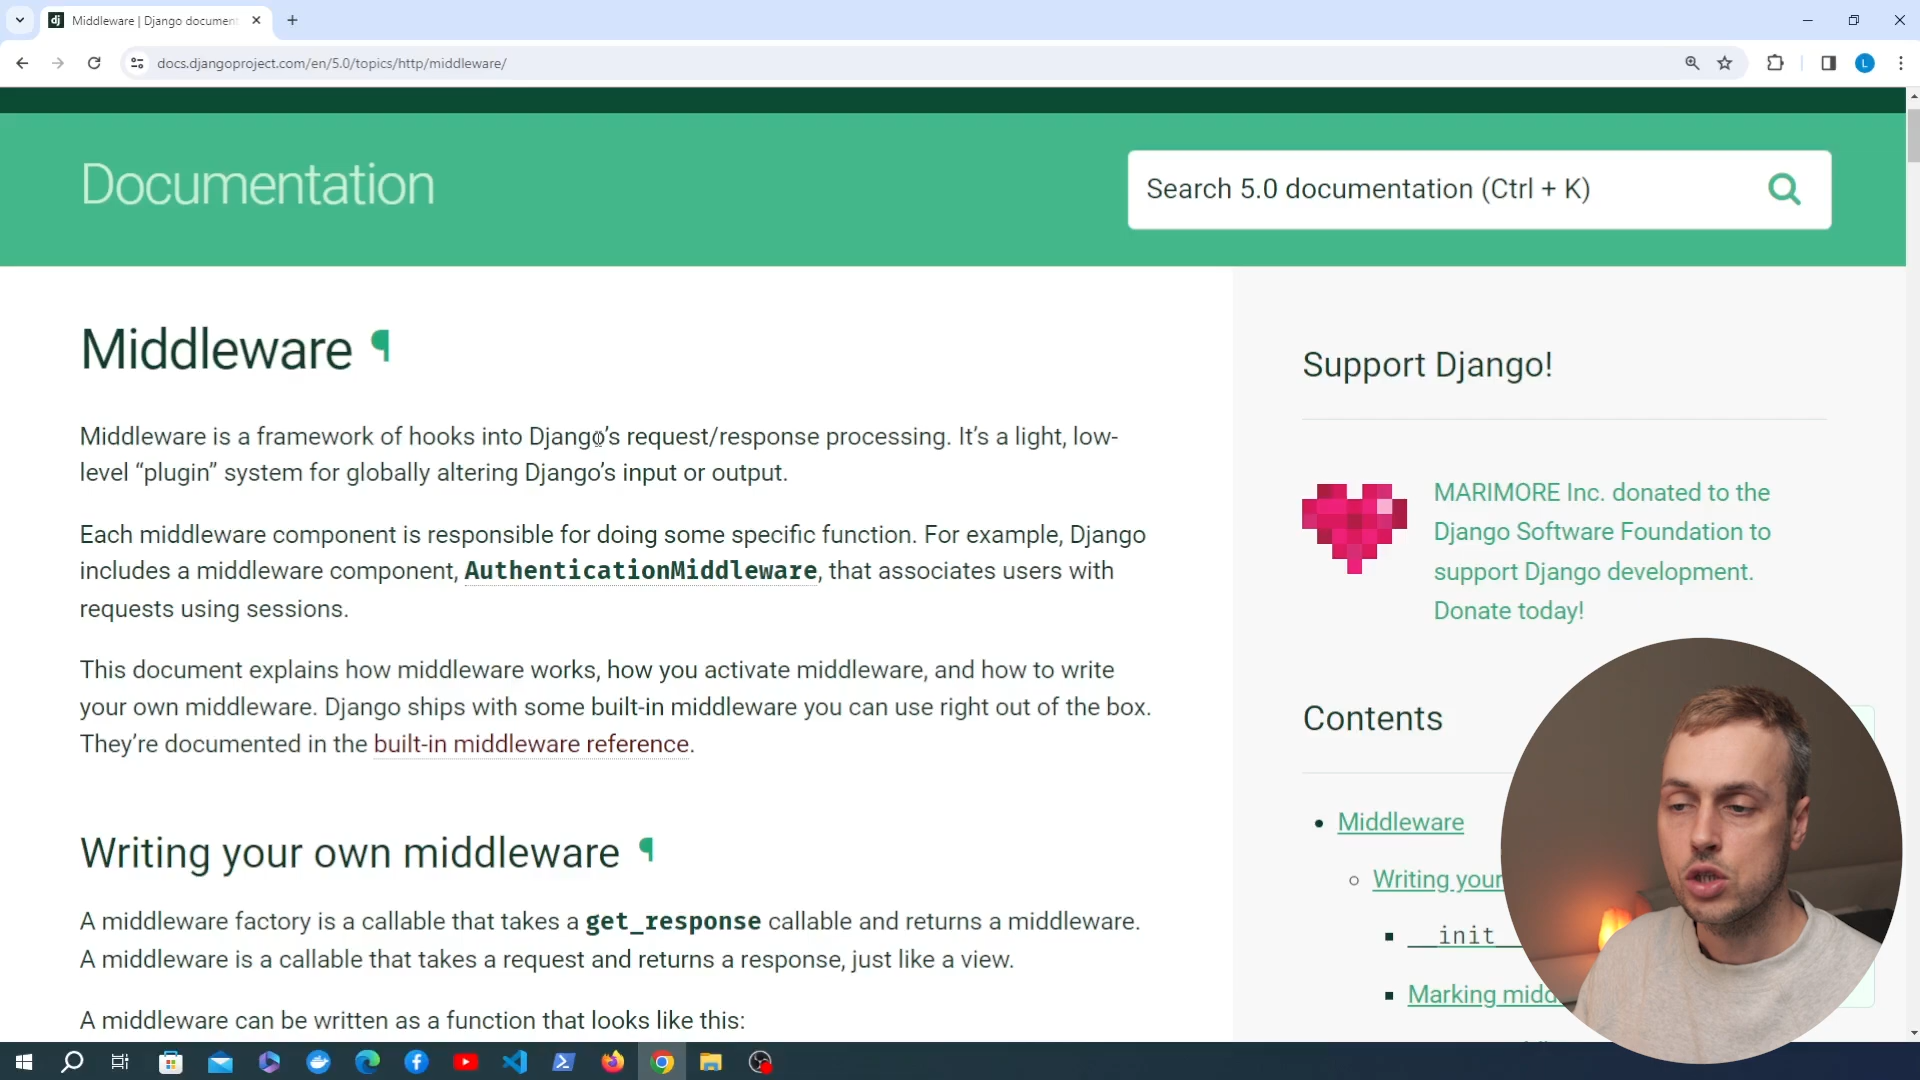 Middleware | Django documen
docs.djangoproject.com/en/5.0/topics/http/middleware/
L
Documentation
Search 5.0 documentation (Ctrl + K)
Middleware ¶
Middleware is a framework of hooks into Django’s request/response processing. It’s a light, low-
level “plugin” system for globally altering Django’s input or output.
Each middleware component is responsible for doing some specific function. For example, Django
includes a middleware component, AuthenticationMiddleware, that associates users with
requests using sessions.
This document explains how middleware works, how you activate middleware, and how to write
your own middleware. Django ships with some built-in middleware you can use right out of the box.
They’re documented in the built-in middleware reference.
Writing your own middleware ¶
A middleware factory is a callable that takes a get_response callable and returns a middleware.
A middleware is a callable that takes a request and returns a response, just like a view.
A middleware can be written as a function that looks like this:
Support Django!
MARIMORE Inc. donated to the
Django Software Foundation to
support Django development.
Donate today!
Contents
Middleware
Writing your
__init__
Marking midd